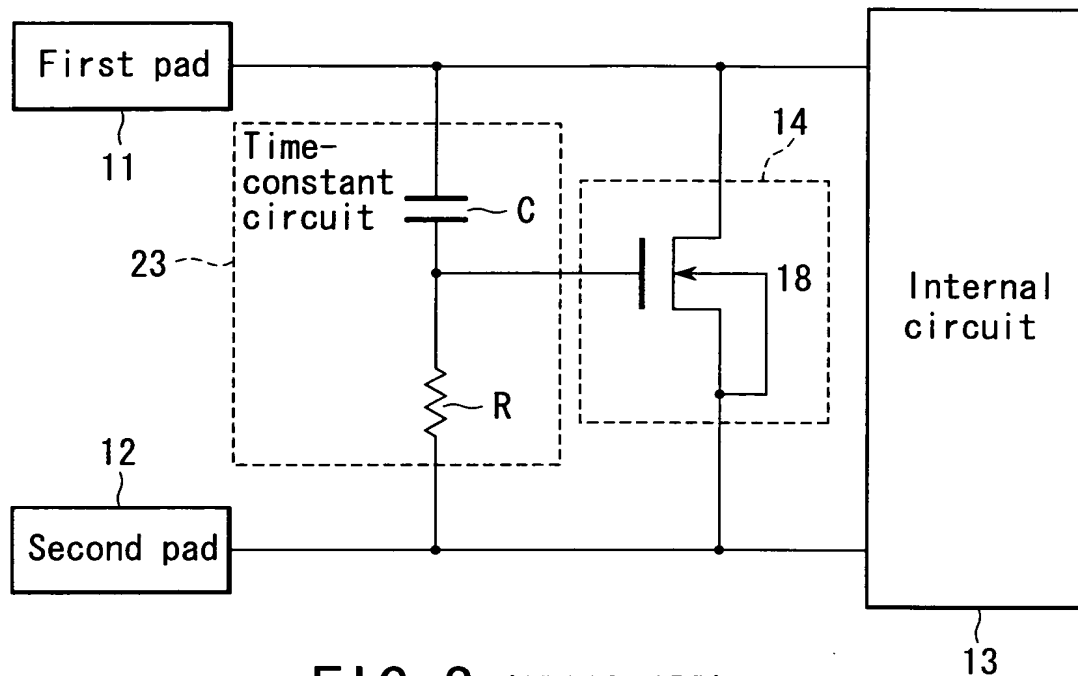 First pad
11
14
Time-
constant
circuit
C
23
18
Internal
circuit
R
12
Second pad
13